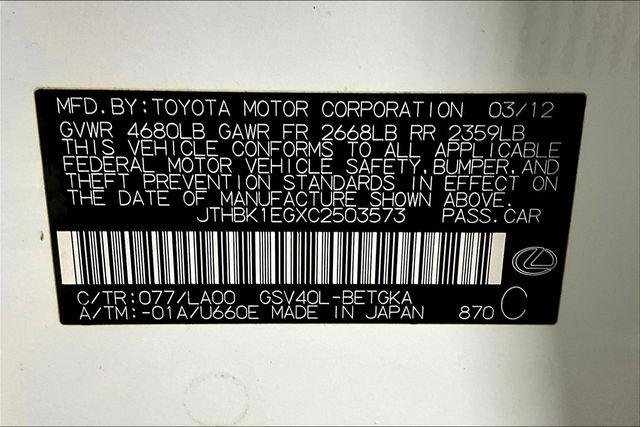 MFD.BY:TOYOTA MOTOR CORPORATION 03/12
GVWR 4680LB GAWR FR 2668LB RR 2359LB
THIS VEHICLE CONFORMS TO ALL APPLICABLE
FEDERAL MOTOR VEHICLE SAFETY,BUMPER,AND
THEFT PREVENTION STANDARDS IN EFFECT ON
THE DATE OF MANUFACTURE SHOWN ABOVE.
JTHBK1EGXC2503573 PASS.CAR
C/TR:077/LA00 GSV40L-BETGKA
A/TM:-01A/U660E MADE IN JAPAN 870 C